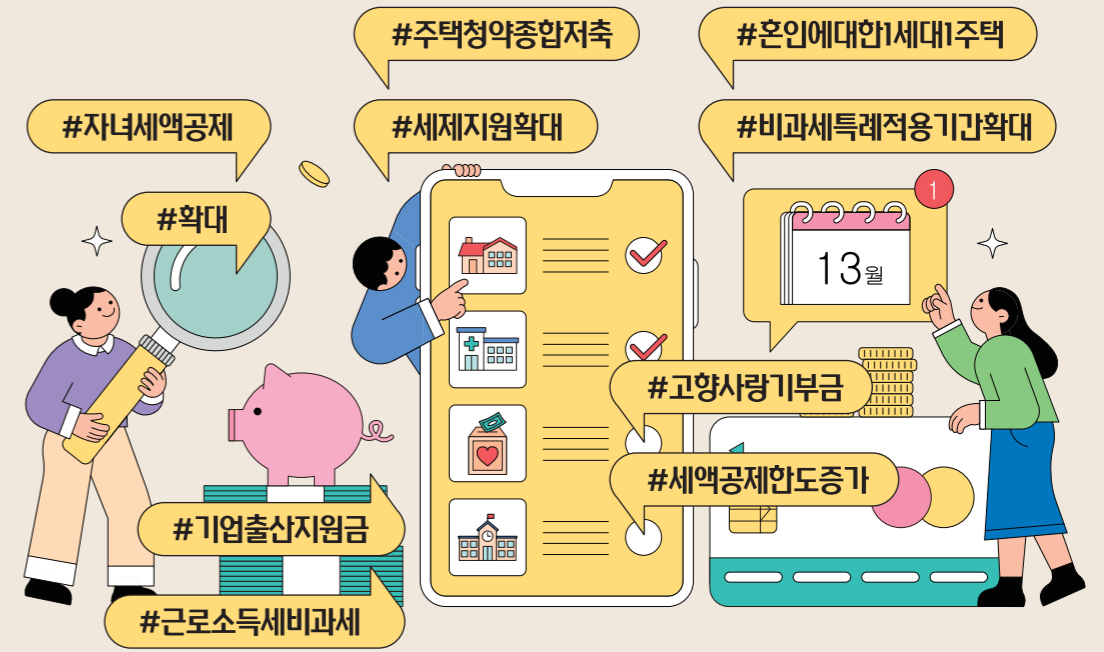 #주택청약종합저축
#세제지원확대
#혼인에대한1세대1주택
#비과세특례적용기간확대
#자녀세액공제
#확대
1
13월
#고향사랑기부금
#세액공제한도증가
#기업출산지원금
#근로소득세비과세